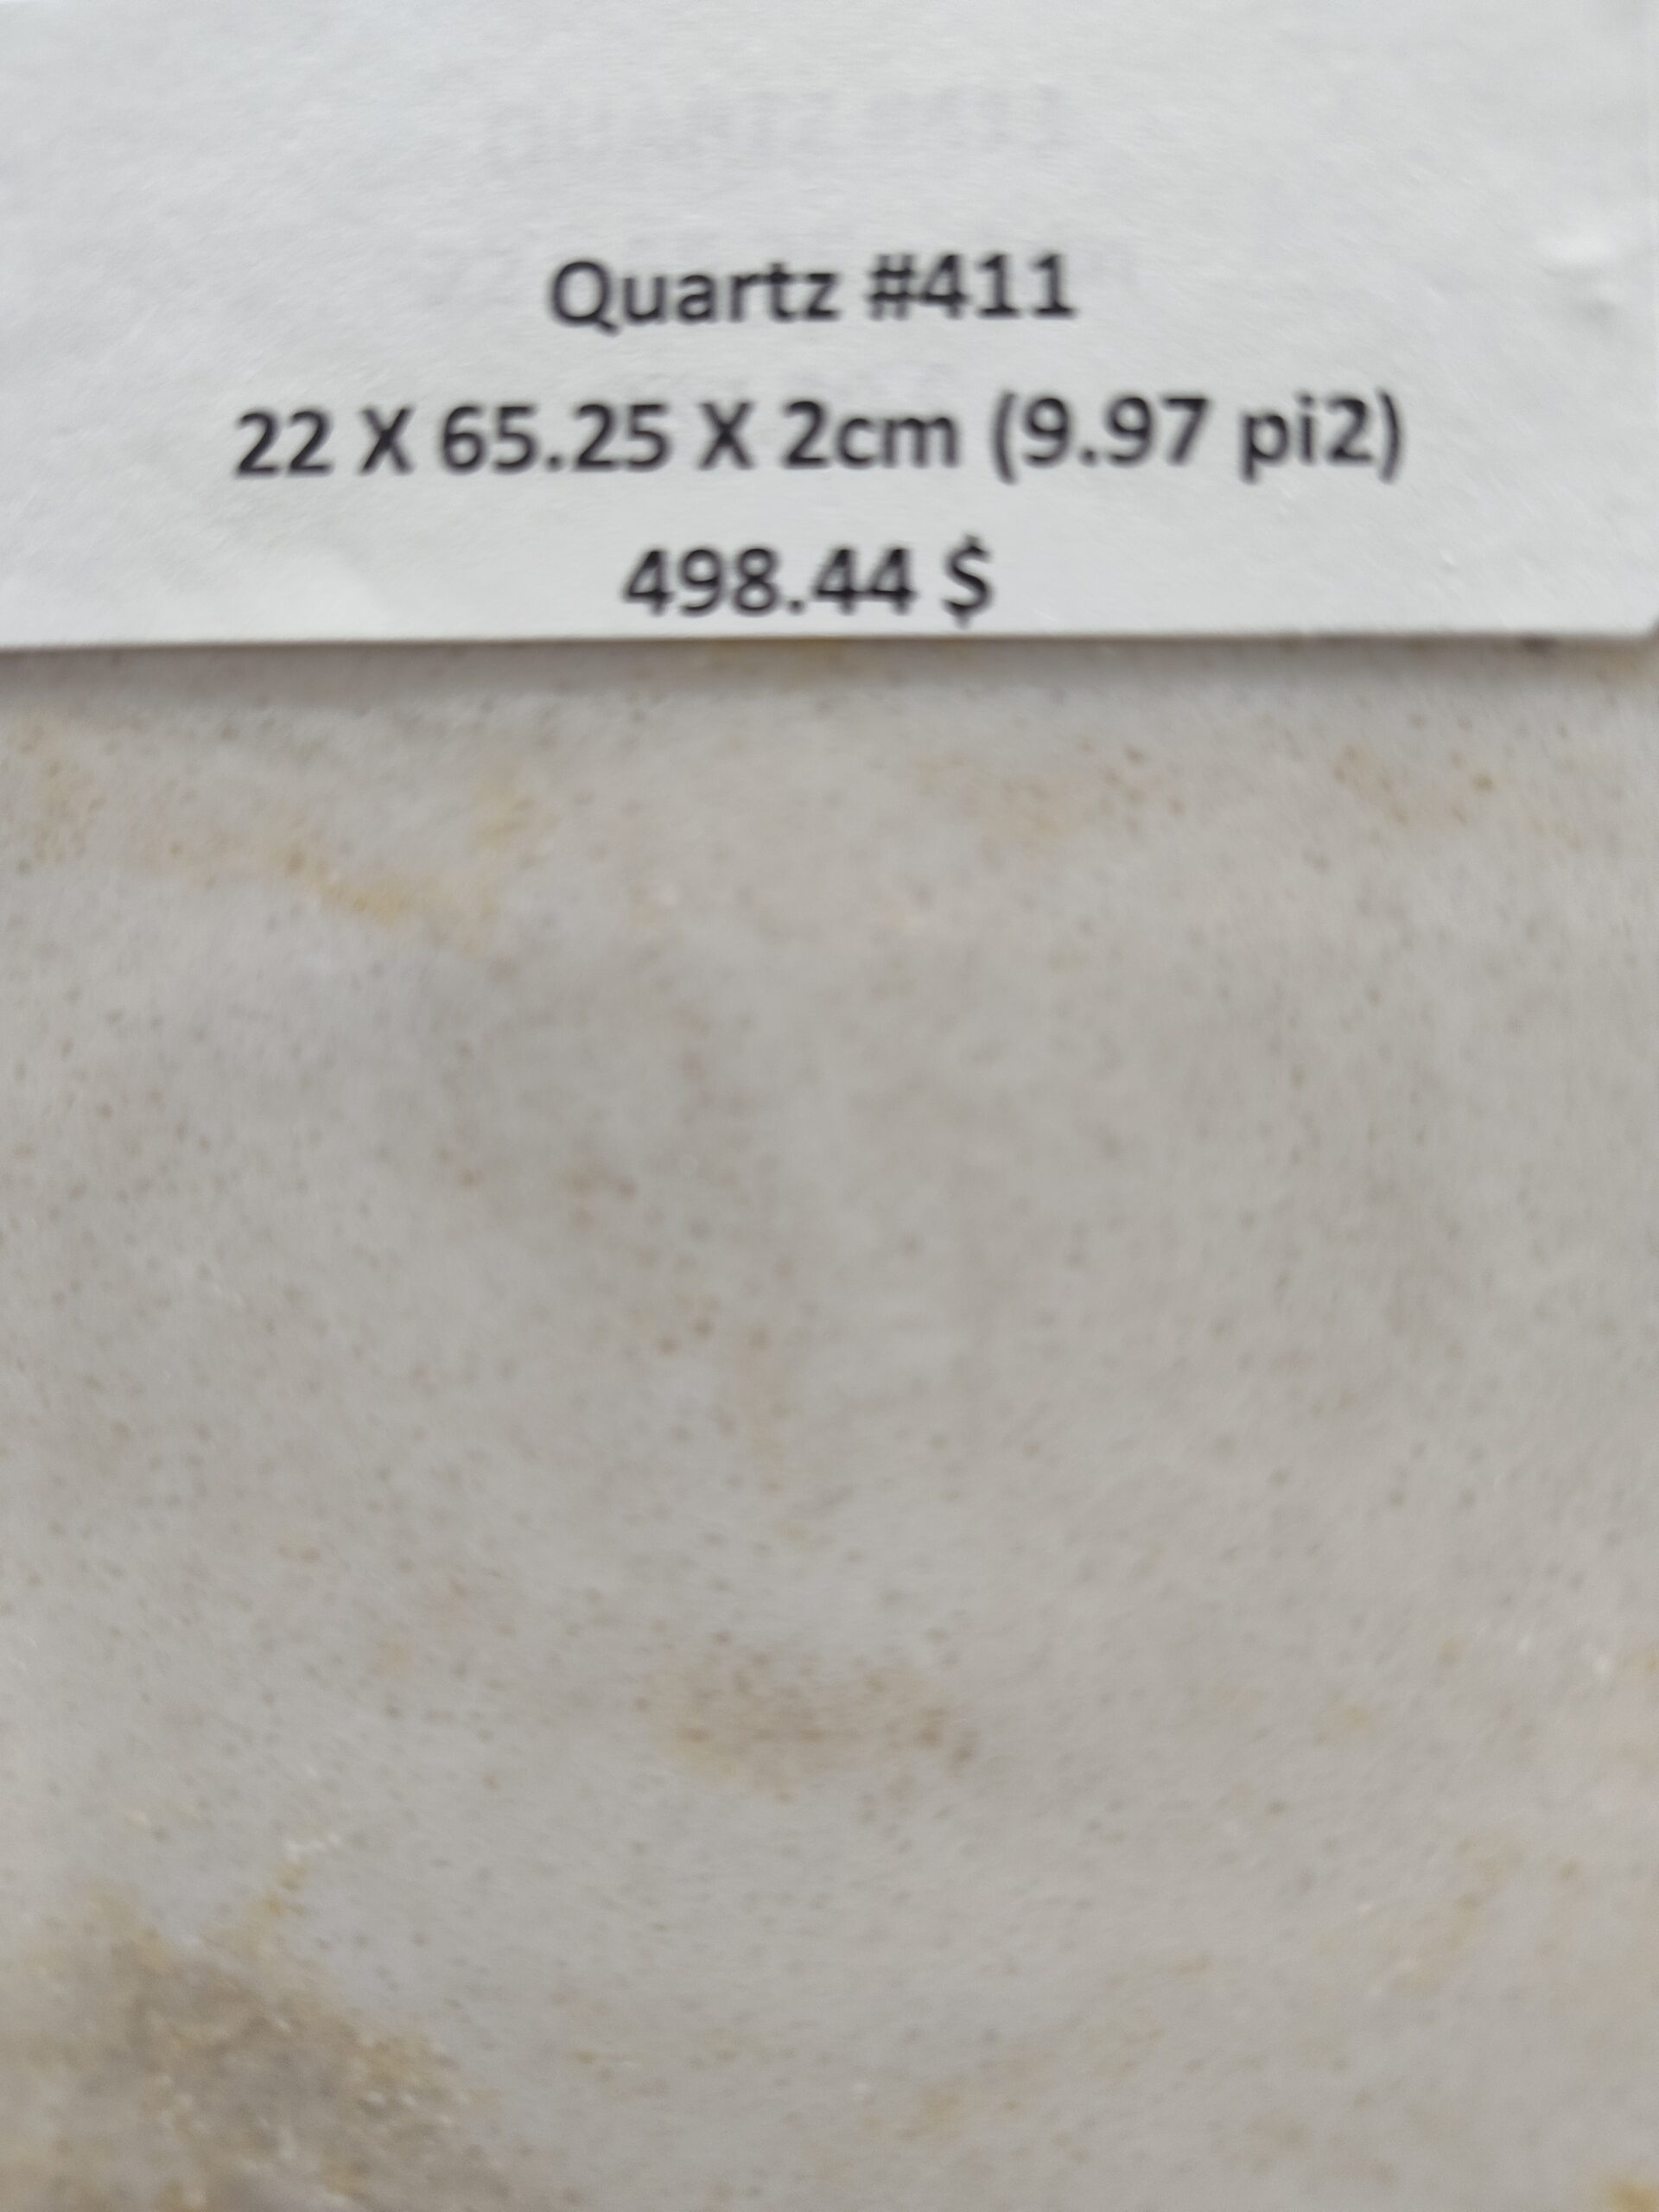 Quartz #411
22 X 65.25 X 2cm (9.97 pi2)
498.44 $